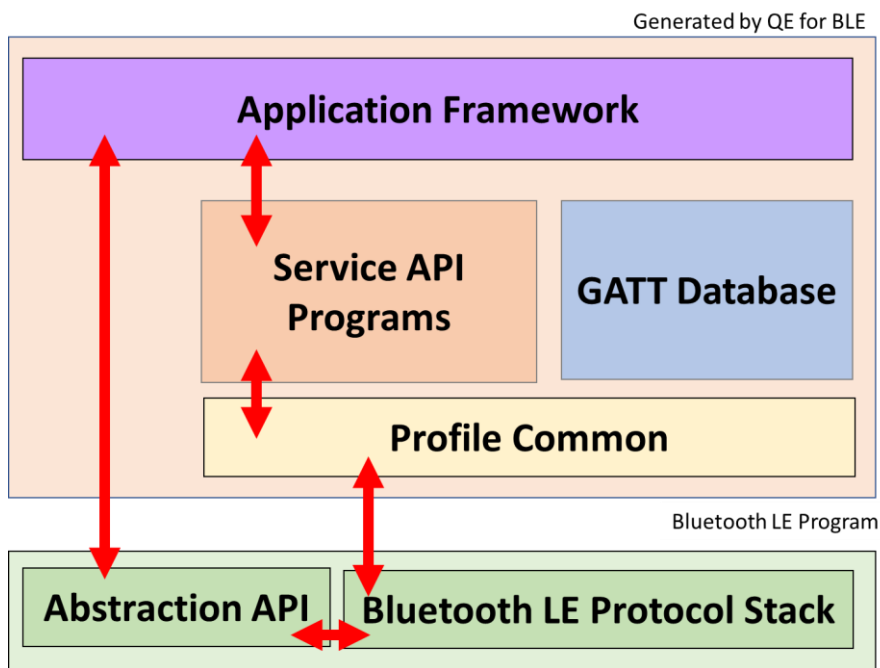 Generated by QE for BLE
Application Framework
Service API
Programs
GATT Database
Profile Common
Bluetooth LE Program
Abstraction API
Bluetooth LE Protocol Stack